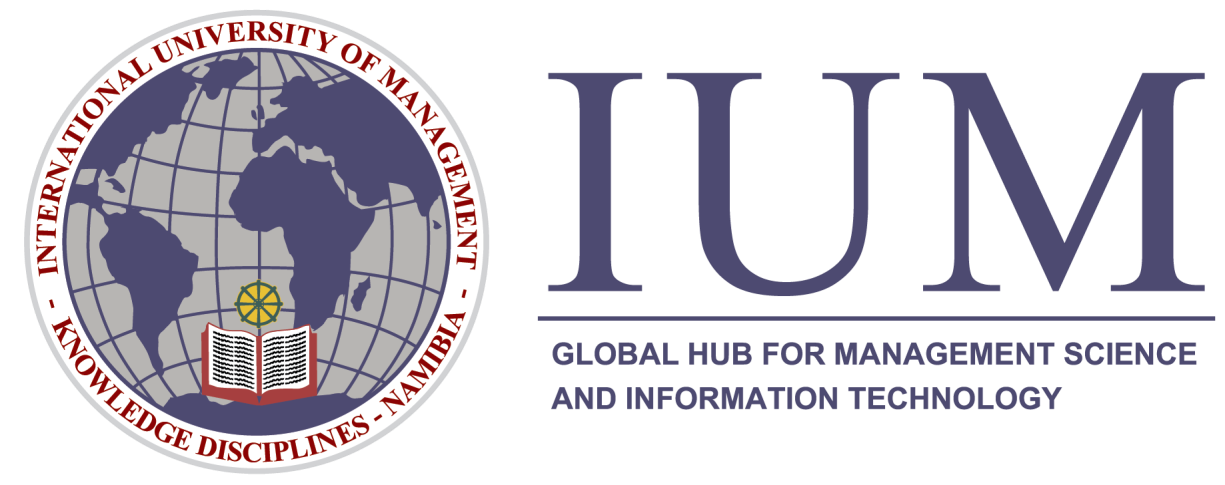 INTERNATIONAL UNIVERSITY OF MANAGEMENT
- KNOWLEDGE DISCIPLINES - NAMIBIA -
IUM
GLOBAL HUB FOR MANAGEMENT SCIENCE
AND INFORMATION TECHNOLOGY